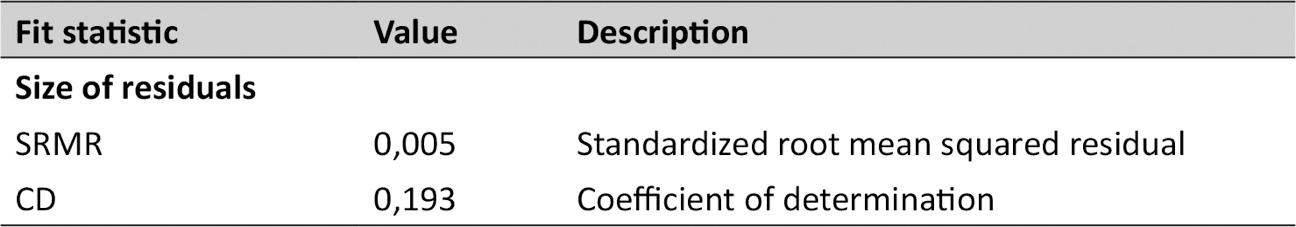 Fit statistic Value Description
Size of residuals
SRMR 0,005 Standardized root mean squared residual
CD 0,193 Coefficient of determination